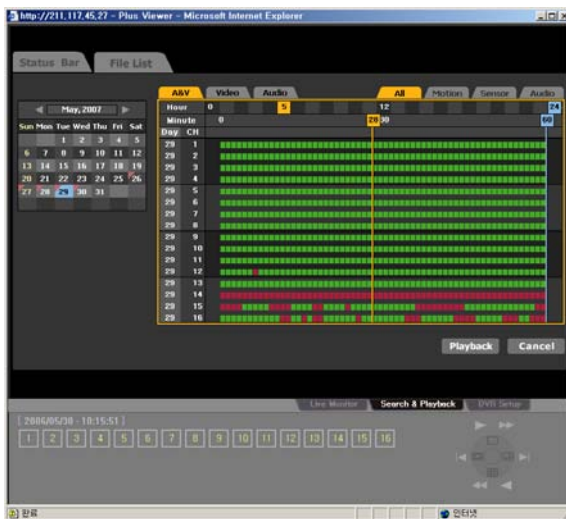 http://211,117,45,27 - Plus Viewer - Microsoft Internet Explorer
Status Bar File List
A&V Video Audio All Motion Sensor Audio
May, 2007
Hour 0 5 12 24
Minute 0 28 30 60
Day CH
Sun Mon Tue Wed Thu Fri Sat
1 2 3 4 5
6 7 8 9 10 11 12
13 14 15 16 17 18 19
20 21 22 23 24 25 26
27 28 29 30 31
29 1
29 2
29 3
29 4
29 5
29 6
29 7
29 8
29 9
29 10
29 11
29 12
29 13
29 14
29 15
29 16
Playback Cancel
Live Monitor Search & Playback DVR Setup
[ 2006/05/30 - 10:15:51 ]
1 2 3 4 5 6 7 8 9 10 11 12 13 14 15 16
완료 인터넷